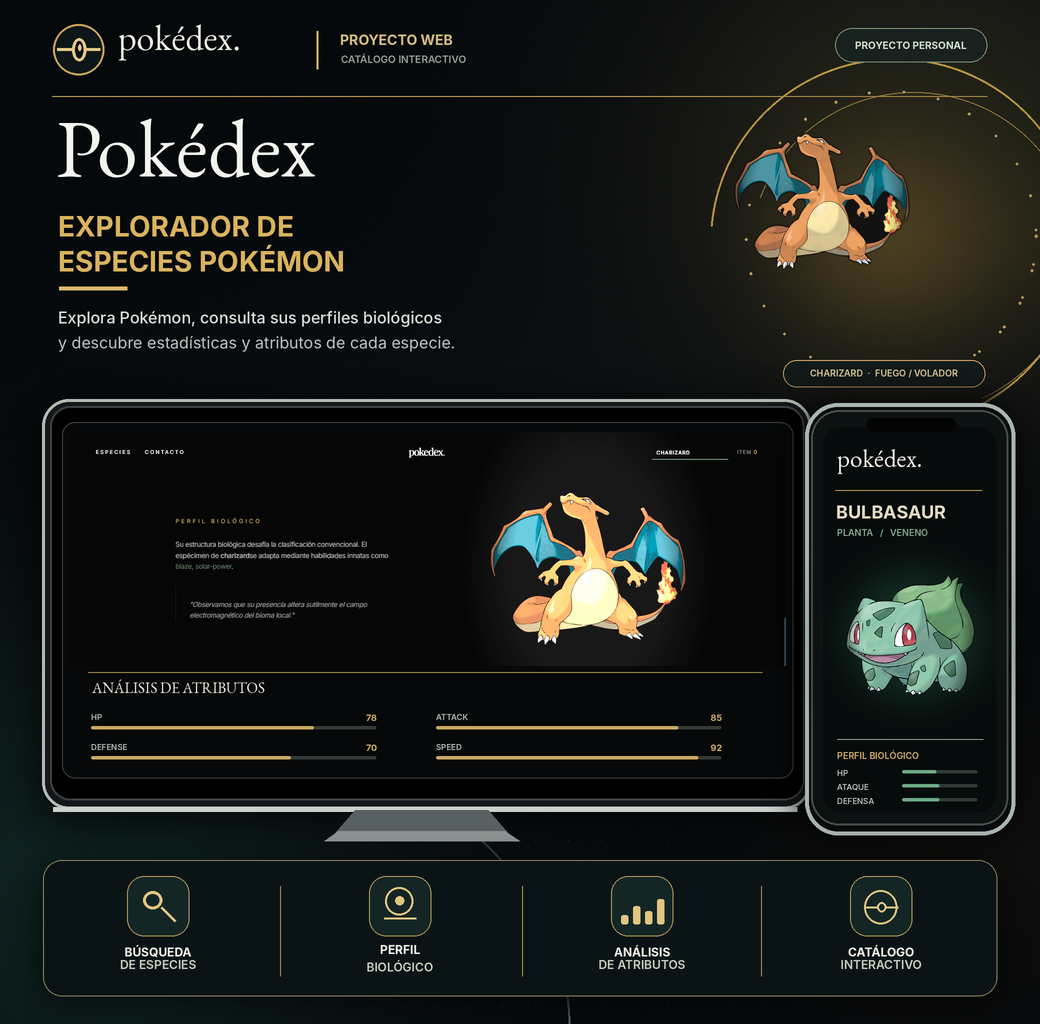 pokédex.
PROYECTO WEB
CATÁLOGO INTERACTIVO
PROYECTO PERSONAL
Pokédex
EXPLORADOR DE
ESPECIES POKÉMON
Explora Pokémon, consulta sus perfiles biológicos
y descubre estadísticas y atributos de cada especie.
CHARIZARD · FUEGO / VOLADOR
ESPECIES CONTACTO
pokedex.
CHARIZARD
ITEM 0
PERFIL BIOLÓGICO
Su estructura biológica desafía la clasificación convencional. El
espécimen de charizardse adapta mediante habilidades innatas como
blaze, solar-power.
"Observamos que su presencia altera sutilmente el campo
electromagnético del bioma local."
ANÁLISIS DE ATRIBUTOS
HP 78
ATTACK 85
DEFENSE 70
SPEED 92
pokédex.
BULBASAUR
PLANTA / VENENO
PERFIL BIOLÓGICO
HP
ATAQUE
DEFENSA
BÚSQUEDA
DE ESPECIES
PERFIL
BIOLÓGICO
ANÁLISIS
DE ATRIBUTOS
CATÁLOGO
INTERACTIVO